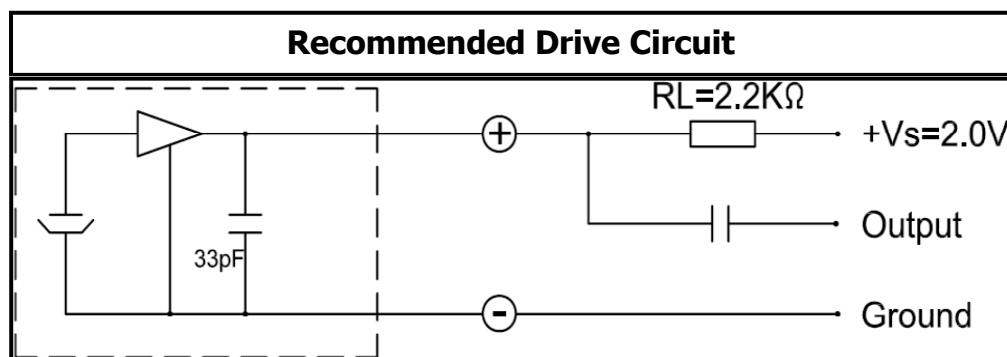 Recommended Drive Circuit
RL=2.2KΩ
+Vs=2.0V
Output
33pF
Ground